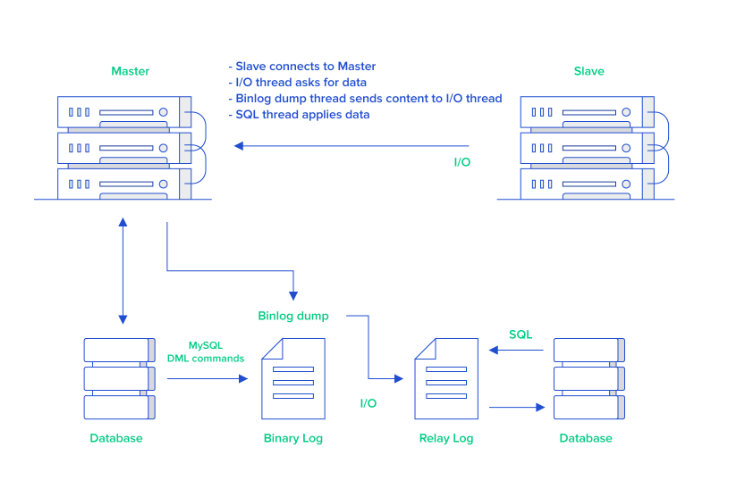 Master
- Slave connects to Master
- I/O thread asks for data
- Binlog dump thread sends content to I/O thread
- SQL thread applies data
Slave
I/O
Binlog dump
MySQL
DML commands
SQL
I/O
Database
Binary Log
Relay Log
Database